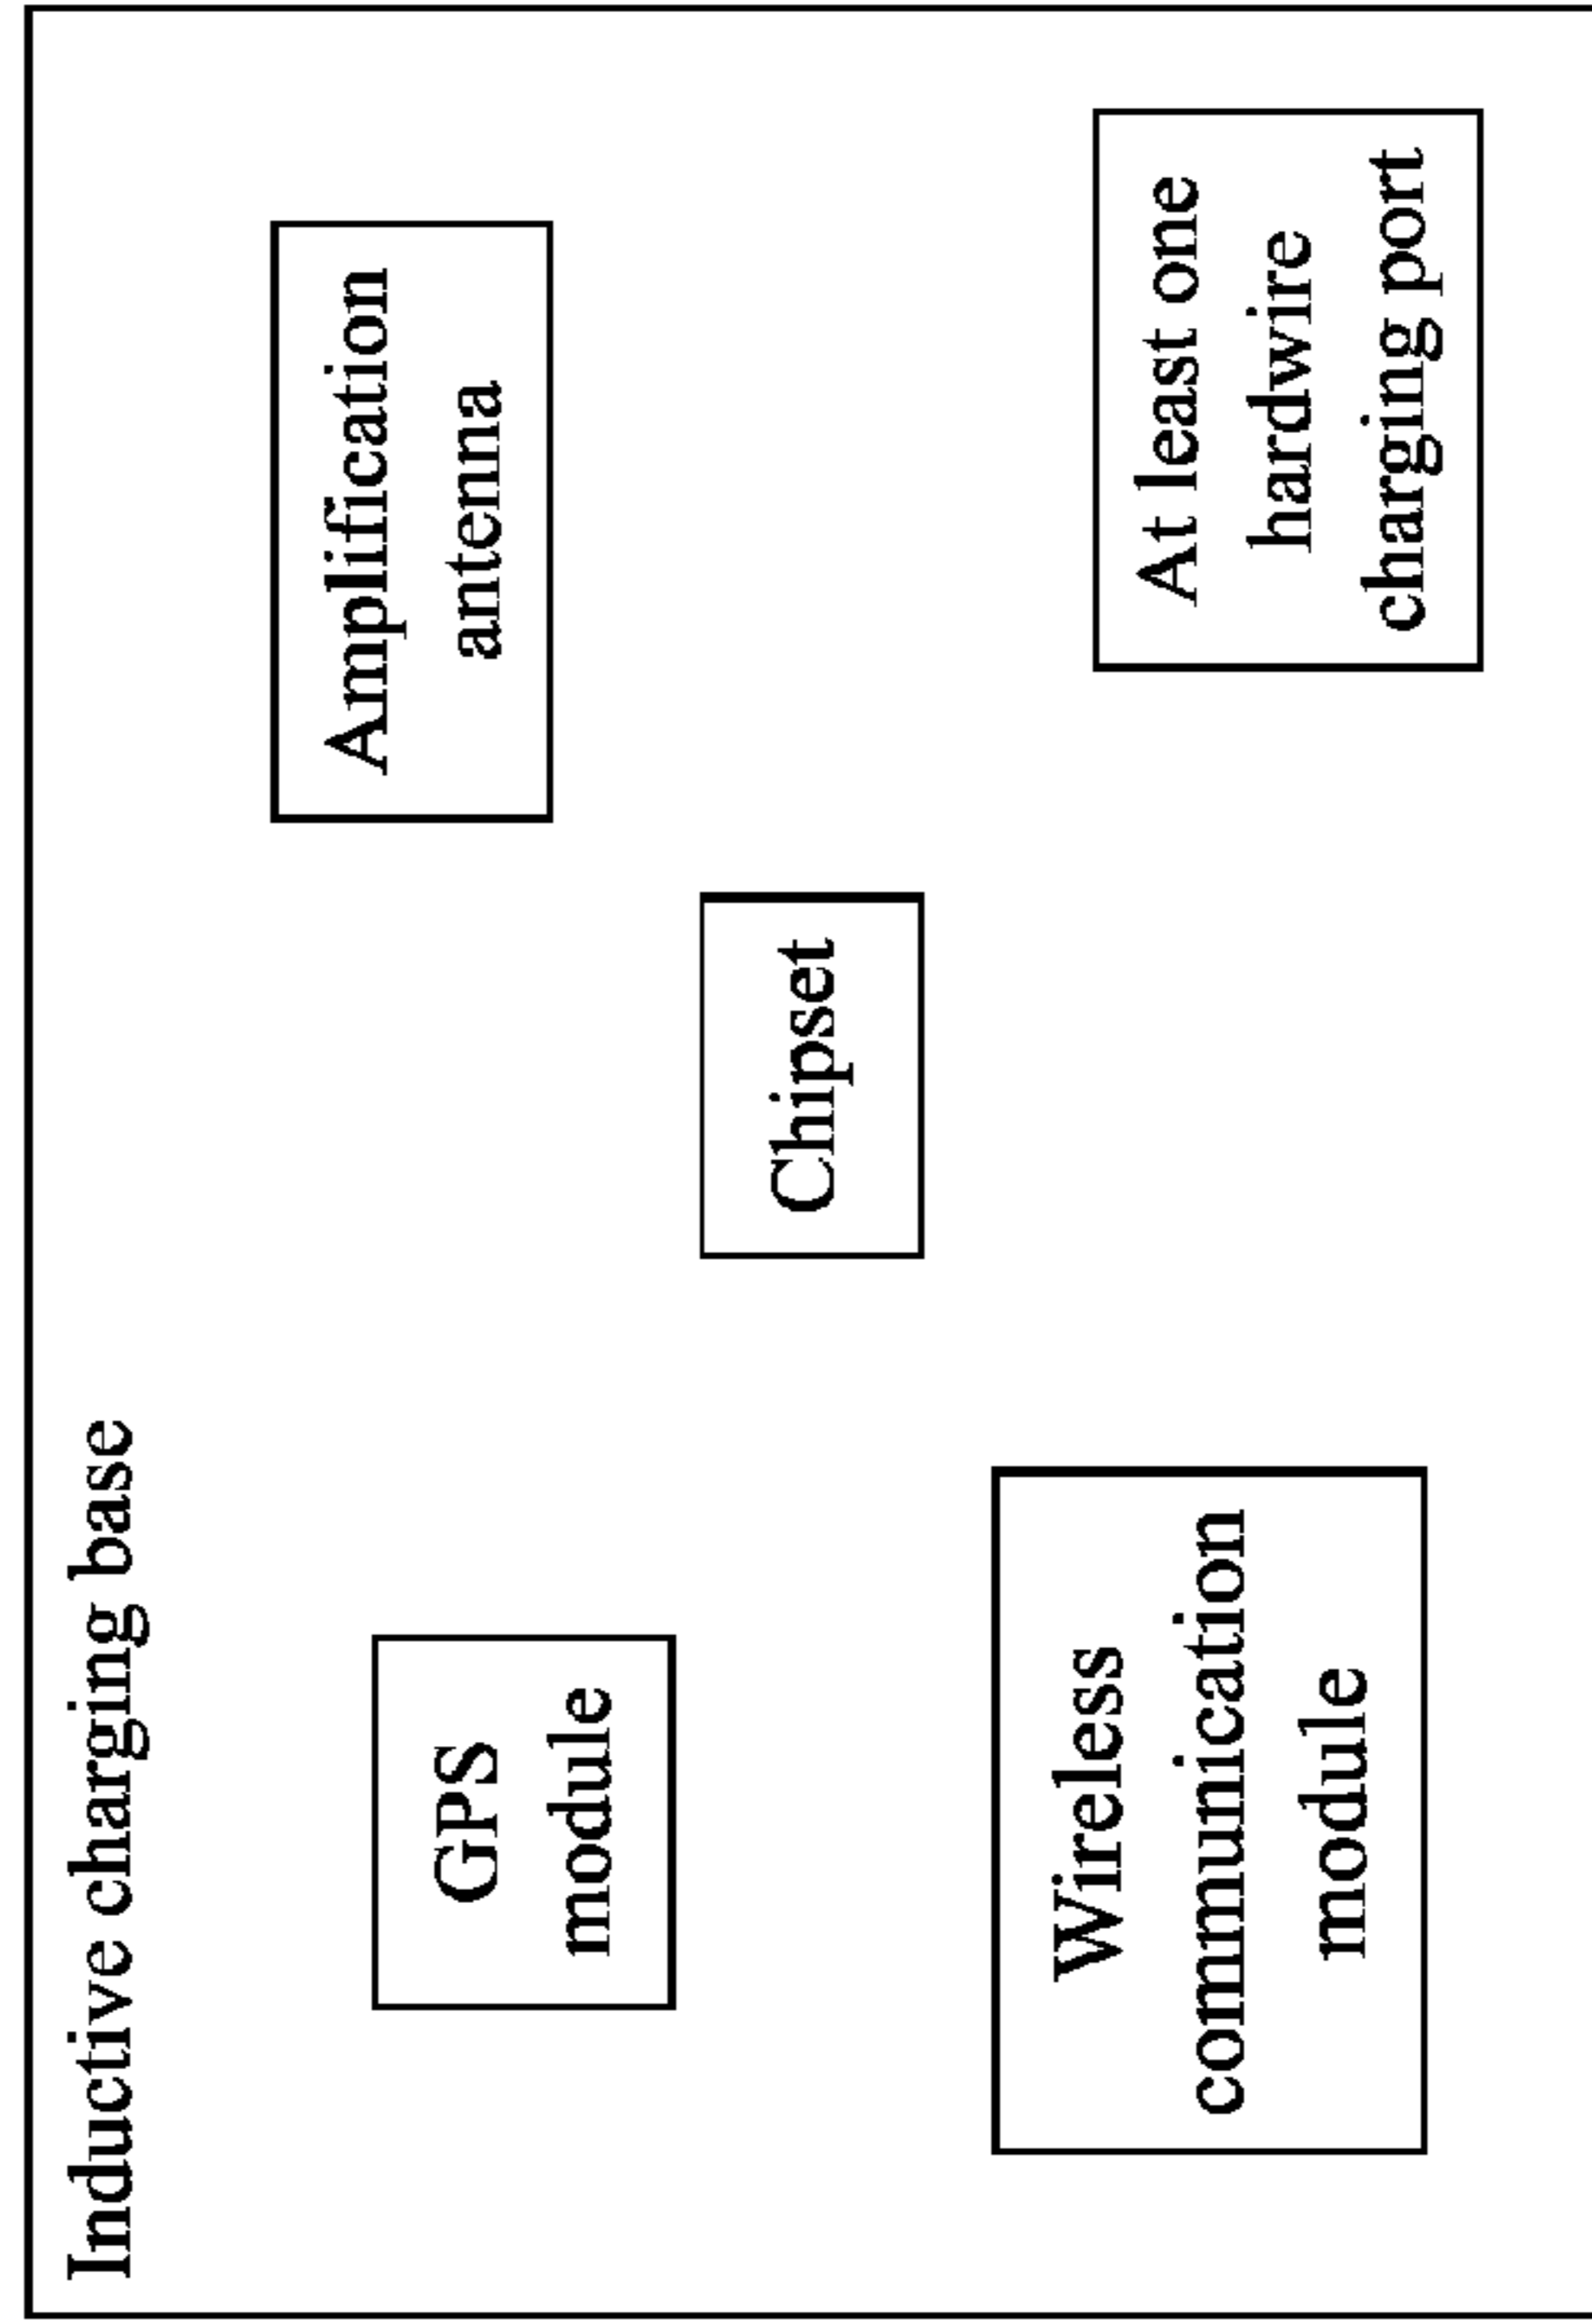 Inductive charging base
GPS
module
Amplification
antenna
Chipset
Wireless
communication
module
At least one
hardwire
charging port